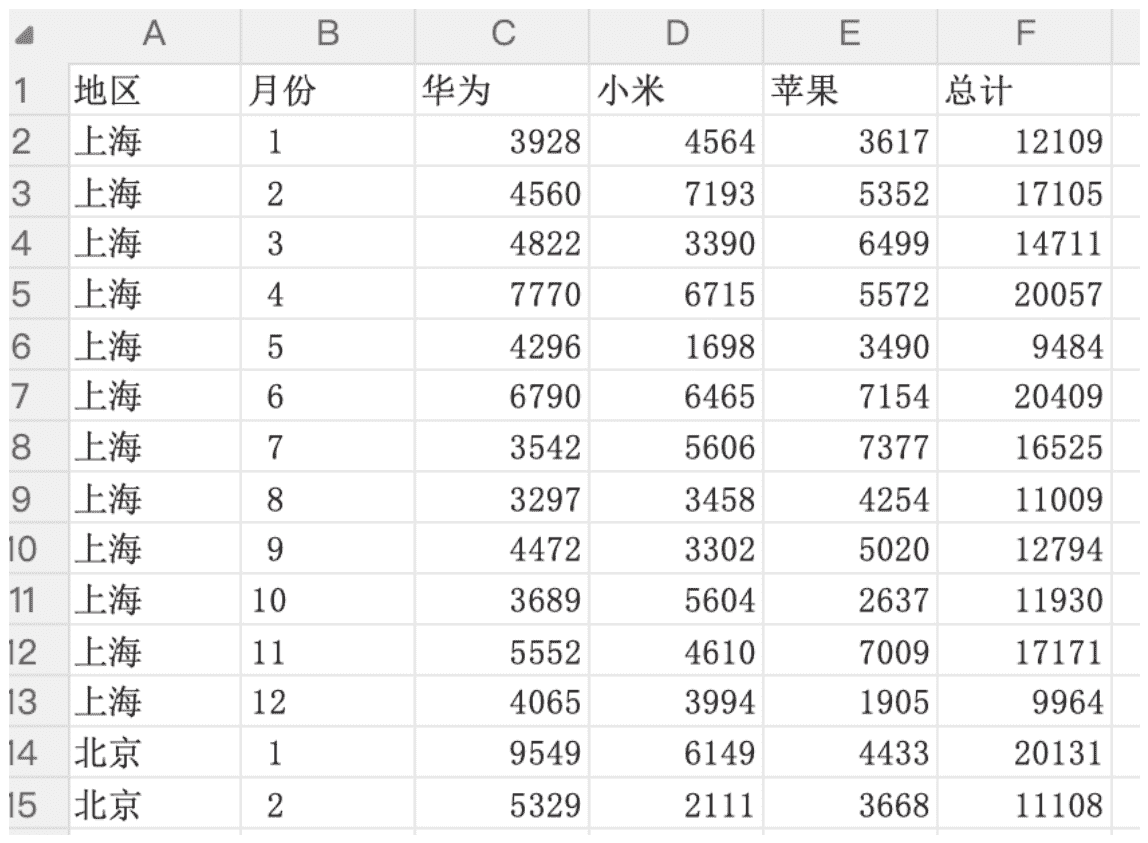 A B C D E F
1 地区 月份 华为 小米 苹果 总计
2 上海 1 3928 4564 3617 12109
3 上海 2 4560 7193 5352 17105
4 上海 3 4822 3390 6499 14711
5 上海 4 7770 6715 5572 20057
6 上海 5 4296 1698 3490 9484
7 上海 6 6790 6465 7154 20409
8 上海 7 3542 5606 7377 16525
9 上海 8 3297 3458 4254 11009
10 上海 9 4472 3302 5020 12794
11 上海 10 3689 5604 2637 11930
12 上海 11 5552 4610 7009 17171
13 上海 12 4065 3994 1905 9964
14 北京 1 9549 6149 4433 20131
15 北京 2 5329 2111 3668 11108